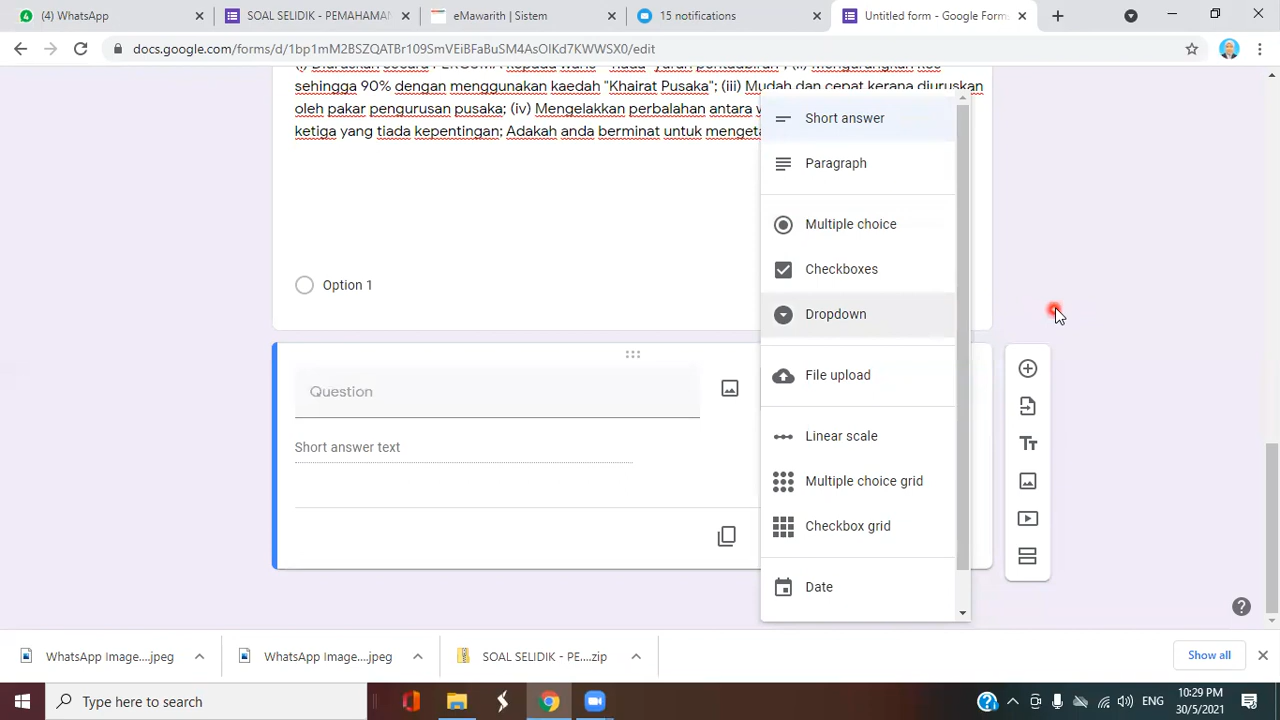 (4) WhatsApp
SOAL SELIDIK - PEMAHAMAN
eMawarith | Sistem
15 notifications
Untitled form - Google Forms
docs.google.com/forms/d/1bp1mM2BSZQATBr109SmVEiBFaBuSM4AsOIKd7KWWSX0/edit
sehingga 90% dengan menggunakan kaedah "Khairat Pusaka"; (iii) Mudah dan cepat kerana diuruskan
oleh pakar pengurusan pusaka; (iv) Mengelakkan perbalahan antara
ketiga yang tiada kepentingan; Adakah anda berminat untuk
Short answer
Paragraph
Multiple choice
Checkboxes
Option 1
Dropdown
File upload
Question
Linear scale
Short answer text
Multiple choice grid
Checkbox grid
Date
WhatsApp Image....jpeg
WhatsApp Image....jpeg
SOAL SELIDIK - PE....zip
Show all
Type here to search
ENG
10:29 PM
30/5/2021